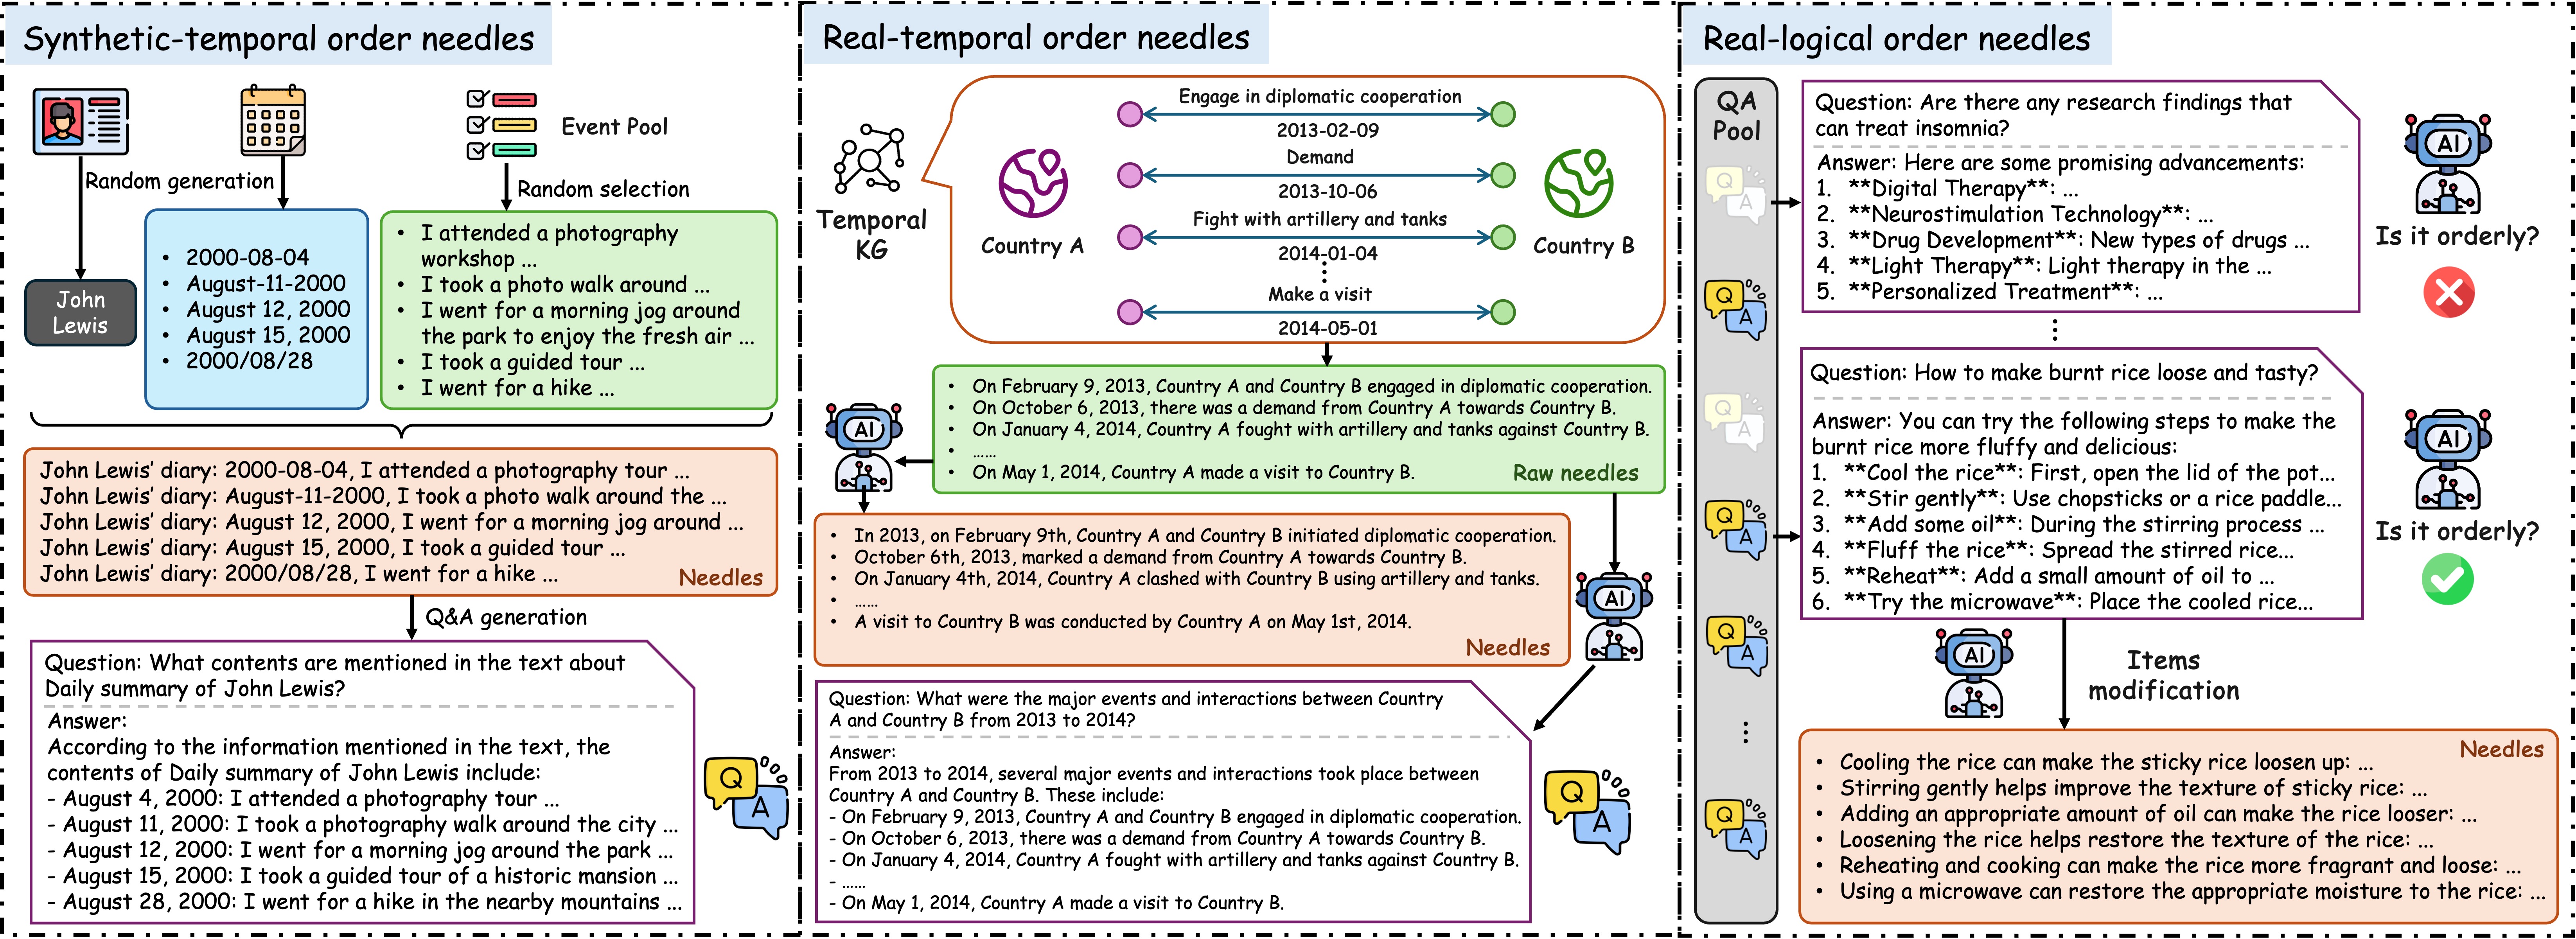 Synthetic-temporal order needles
Event Pool
Random generation
Random selection
John
Lewis
• 2000-08-04
• August-11-2000
• August 12, 2000
• August 15, 2000
• 2000/08/28
• I attended a photography
workshop ...
• I took a photo walk around ...
• I went for a morning jog around
the park to enjoy the fresh air ...
• I took a guided tour ...
• I went for a hike ...
John Lewis' diary: 2000-08-04, I attended a photography tour ...
John Lewis' diary: August-11-2000, I took a photo walk around the ...
John Lewis' diary: August 12, 2000, I went for a morning jog around ...
John Lewis' diary: August 15, 2000, I took a guided tour ...
John Lewis' diary: 2000/08/28, I went for a hike ...
Needles
Q&A generation
Question: What contents are mentioned in the text about
Daily summary of John Lewis?
Answer:
According to the information mentioned in the text, the
contents of Daily summary of John Lewis include:
- August 4, 2000: I attended a photography tour ...
- August 11, 2000: I took a photography walk around the city ...
- August 12, 2000: I went for a morning jog around the park ...
- August 15, 2000: I took a guided tour of a historic mansion ...
- August 28, 2000: I went for a hike in the nearby mountains ...
Q
A
Real-temporal order needles
Temporal
KG
Country A
Engage in diplomatic cooperation
2013-02-09
Demand
2013-10-06
Fight with artillery and tanks
2014-01-04
Make a visit
2014-05-01
Country B
• On February 9, 2013, Country A and Country B engaged in diplomatic cooperation.
• On October 6, 2013, there was a demand from Country A towards Country B.
• On January 4, 2014, Country A fought with artillery and tanks against Country B.
• ......
• On May 1, 2014, Country A made a visit to Country B.
Raw needles
AI
• In 2013, on February 9th, Country A and Country B initiated diplomatic cooperation.
• October 6th, 2013, marked a demand from Country A towards Country B.
• On January 4th, 2014, Country A clashed with Country B using artillery and tanks.
• ......
• A visit to Country B was conducted by Country A on May 1st, 2014.
Needles
AI
Question: What were the major events and interactions between Country
A and Country B from 2013 to 2014?
Answer:
From 2013 to 2014, several major events and interactions took place between
Country A and Country B. These include:
- On February 9, 2013, Country A and Country B engaged in diplomatic cooperation.
- On October 6, 2013, there was a demand from Country A towards Country B.
- On January 4, 2014, Country A fought with artillery and tanks against Country B.
- ......
- On May 1, 2014, Country A made a visit to Country B.
Q
A
Real-logical order needles
QA
Pool
Q
A
Q
A
Q
A
Q
A
Q
A
Q
A
Question: Are there any research findings that
can treat insomnia?
Answer: Here are some promising advancements:
1. **Digital Therapy**: ...
2. **Neurostimulation Technology**: ...
3. **Drug Development**: New types of drugs ...
4. **Light Therapy**: Light therapy in the ...
5. **Personalized Treatment**: ...
AI
Is it orderly?
Question: How to make burnt rice loose and tasty?
Answer: You can try the following steps to make the
burnt rice more fluffy and delicious:
1. **Cool the rice**: First, open the lid of the pot...
2. **Stir gently**: Use chopsticks or a rice paddle...
3. **Add some oil**: During the stirring process ...
4. **Fluff the rice**: Spread the stirred rice...
5. **Reheat**: Add a small amount of oil to ...
6. **Try the microwave**: Place the cooled rice...
AI
Is it orderly?
AI
Items
modification
Needles
• Cooling the rice can make the sticky rice loosen up: ...
• Stirring gently helps improve the texture of sticky rice: ...
• Adding an appropriate amount of oil can make the rice looser: ...
• Loosening the rice helps restore the texture of the rice: ...
• Reheating and cooking can make the rice more fragrant and loose: ...
• Using a microwave can restore the appropriate moisture to the rice: ...